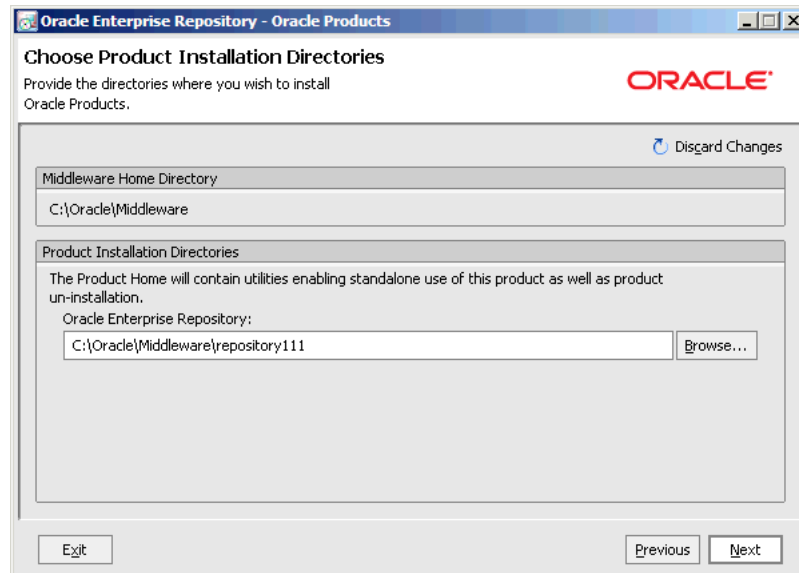 Oracle Enterprise Repository - Oracle Products
Choose Product Installation Directories
Provide the directories where you wish to install
Oracle Products.
ORACLE
Discard Changes
Middleware Home Directory
C:\Oracle\Middleware
Product Installation Directories
The Product Home will contain utilities enabling standalone use of this product as well as product
un-installation.
Oracle Enterprise Repository:
C:\Oracle\Middleware\repository111
Browse...
Exit
Previous
Next